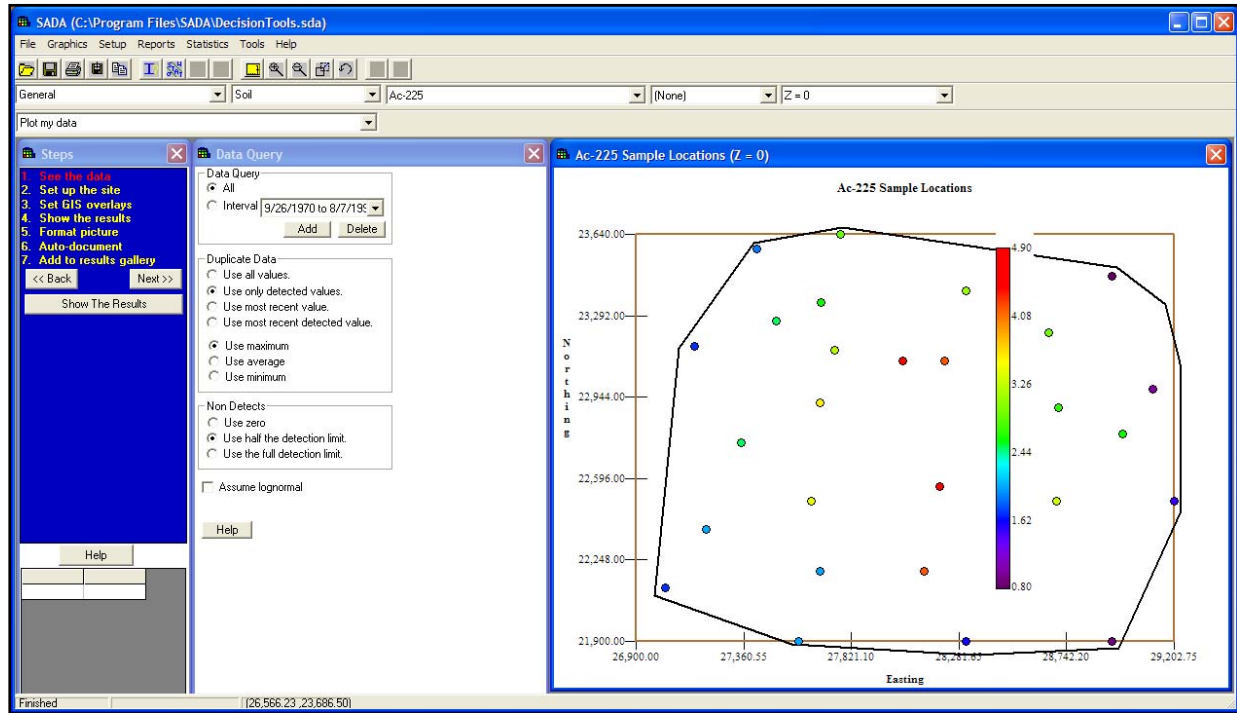 SADA (C:\Program Files\SADA\DecisionTools.sda)
File Graphics Setup Reports Statistics Tools Help
General Soil Ac-225 (None) Z = 0
Plot my data
Steps
1. See the data
2. Set up the site
3. Set GIS overlays
4. Show the results
5. Format picture
6. Auto-document
7. Add to results gallery
<< Back Next >>
Show The Results
Help
Data Query
Data Query
All
Interval 9/26/1970 to 8/7/199
Add Delete
Duplicate Data
Use all values.
Use only detected values.
Use most recent value.
Use most recent detected value.
Use maximum
Use average
Use minimum
Non Detects
Use zero
Use half the detection limit.
Use the full detection limit.
Assume lognormal
Help
Ac-225 Sample Locations (Z = 0)
Ac-225 Sample Locations
23,640.00
23,292.00
22,944.00
22,596.00
22,248.00
21,900.00
Northing
4.90
4.08
3.26
2.44
1.62
0.80
26,900.00 27,360.55 27,821.10 28,281.65 28,742.20 29,202.75
Easting
Finished (26,566.23 ,23,686.50)